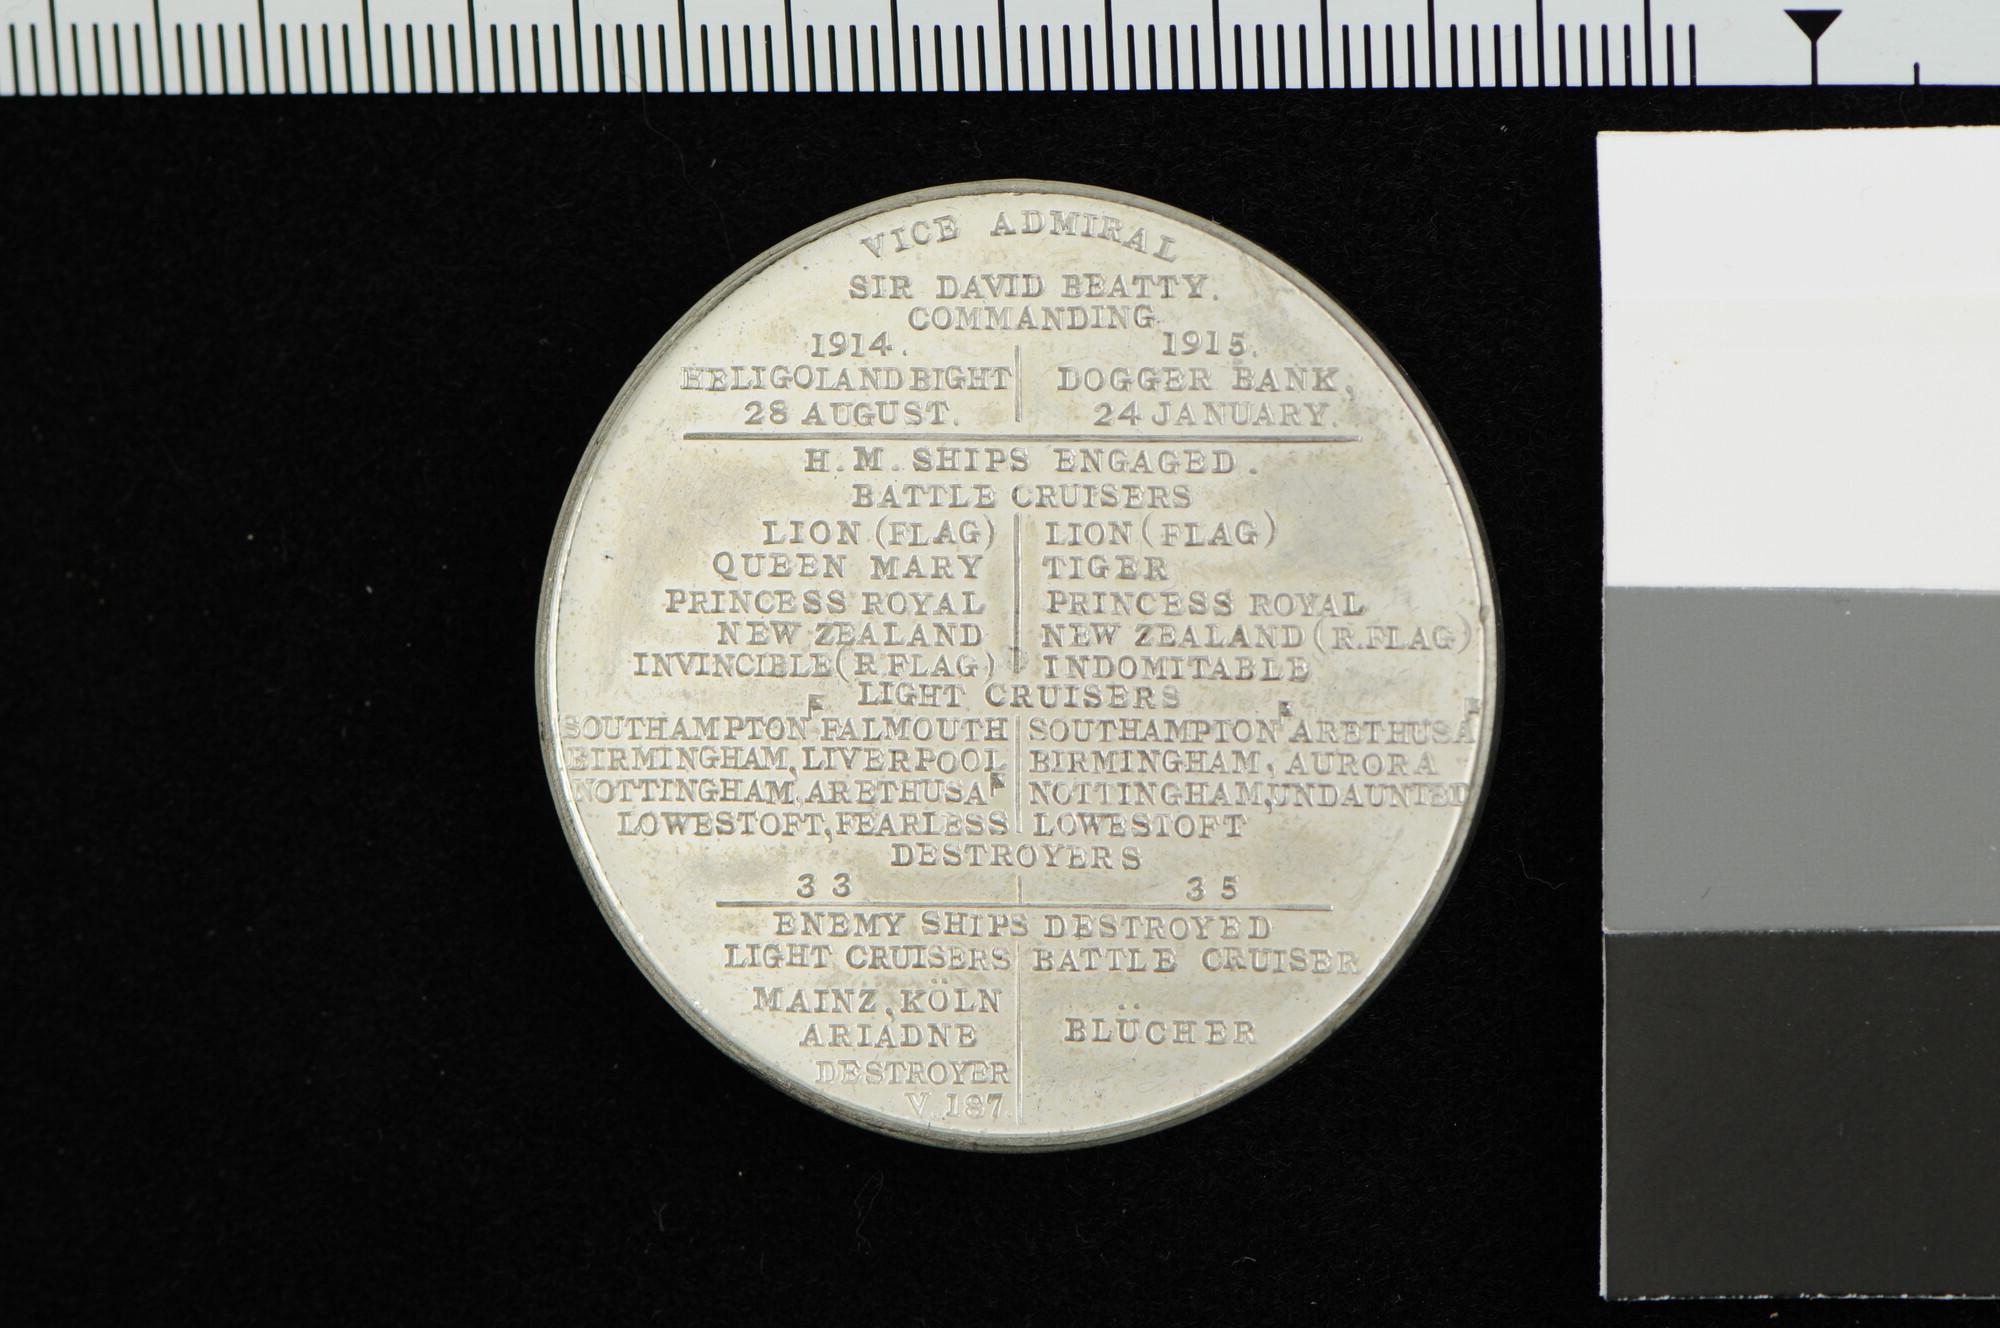 VICE ADMIRAL
SIR DAVID BEATTY.
COMMANDING
1914. 1915.
HELIGOLAND BIGHT DOGGER BANK,
28 AUGUST. 24 JANUARY.
H.M. SHIPS ENGAGED.
BATTLE CRUISERS
LION (FLAG) LION (FLAG)
QUEEN MARY TIGER
PRINCESS ROYAL PRINCESS ROYAL
NEW ZEALAND NEW ZEALAND (R.FLAG)
INVINCIBLE (R.FLAG) INDOMITABLE
LIGHT CRUISERS
SOUTHAMPTON F FALMOUTH SOUTHAMPTON F ARETHUSA F
BIRMINGHAM, LIVERPOOL BIRMINGHAM, AURORA
NOTTINGHAM, ARETHUSA F NOTTINGHAM, UNDAUNTED
LOWESTOFT, FEARLESS LOWESTOFT
DESTROYERS
33 35
ENEMY SHIPS DESTROYED
LIGHT CRUISERS BATTLE CRUISER
MAINZ, KÖLN
ARIADNE BLÜCHER
DESTROYER
V. 187.